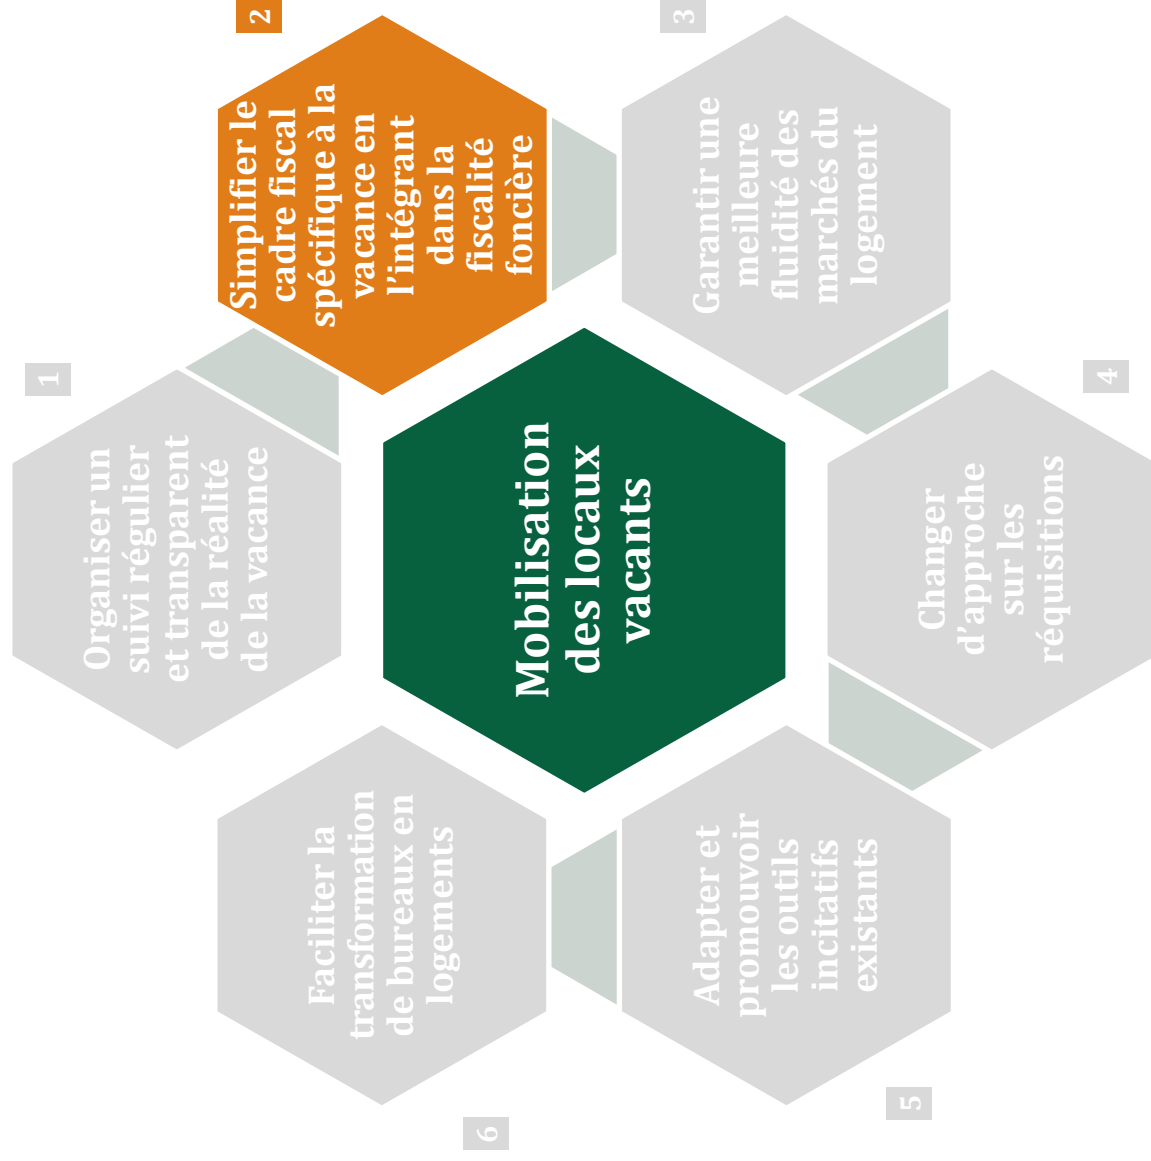 Mobilisation
des locaux
vacants
1
Organiser un
suivi régulier
et transparent
de la réalité
de la vacance
2
Simplifier le
cadre fiscal
spécifique à la
vacance en
l’intégrant
dans la
fiscalité
foncière
3
Garantir une
meilleure
fluidité des
marchés du
logement
4
Changer
d’approche
sur les
réquisitions
5
Adapter et
promouvoir
les outils
incitatifs
existants
6
Faciliter la
transformation
de bureaux en
logements